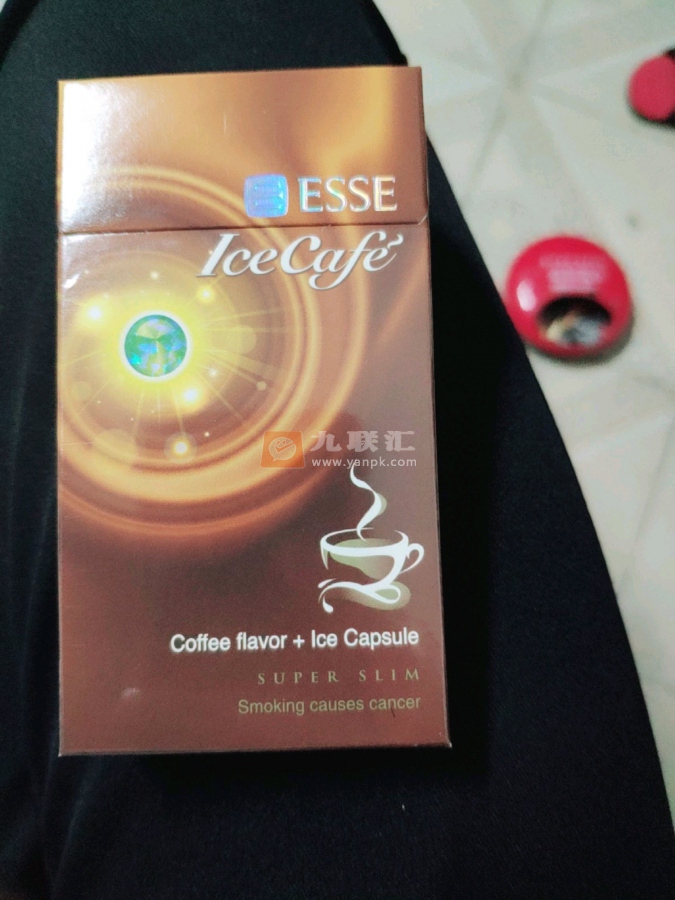 ESSE
IceCafé
九联汇
www.yanpk.com
Coffee flavor + Ice Capsule
SUPER SLIM
Smoking causes cancer